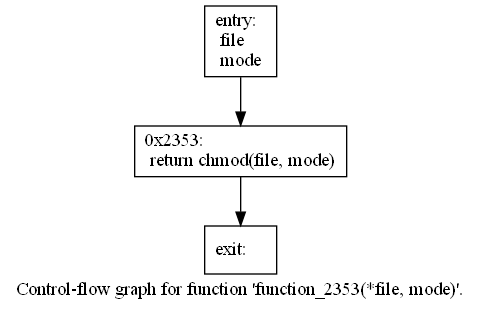 entry:
file
mode
0x2353:
return chmod(file, mode)
exit:
Control-flow graph for function 'function_2353(*file, mode)'.